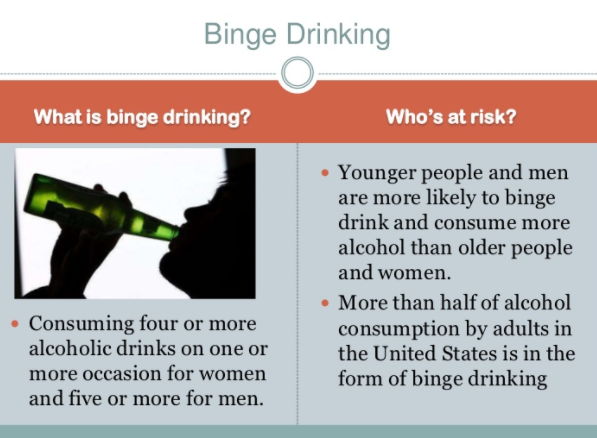 Binge Drinking
What is binge drinking?
Who's at risk?
• Consuming four or more
alcoholic drinks on one or
more occasion for women
and five or more for men.
• Younger people and men
are more likely to binge
drink and consume more
alcohol than older people
and women.
• More than half of alcohol
consumption by adults in
the United States is in the
form of binge drinking